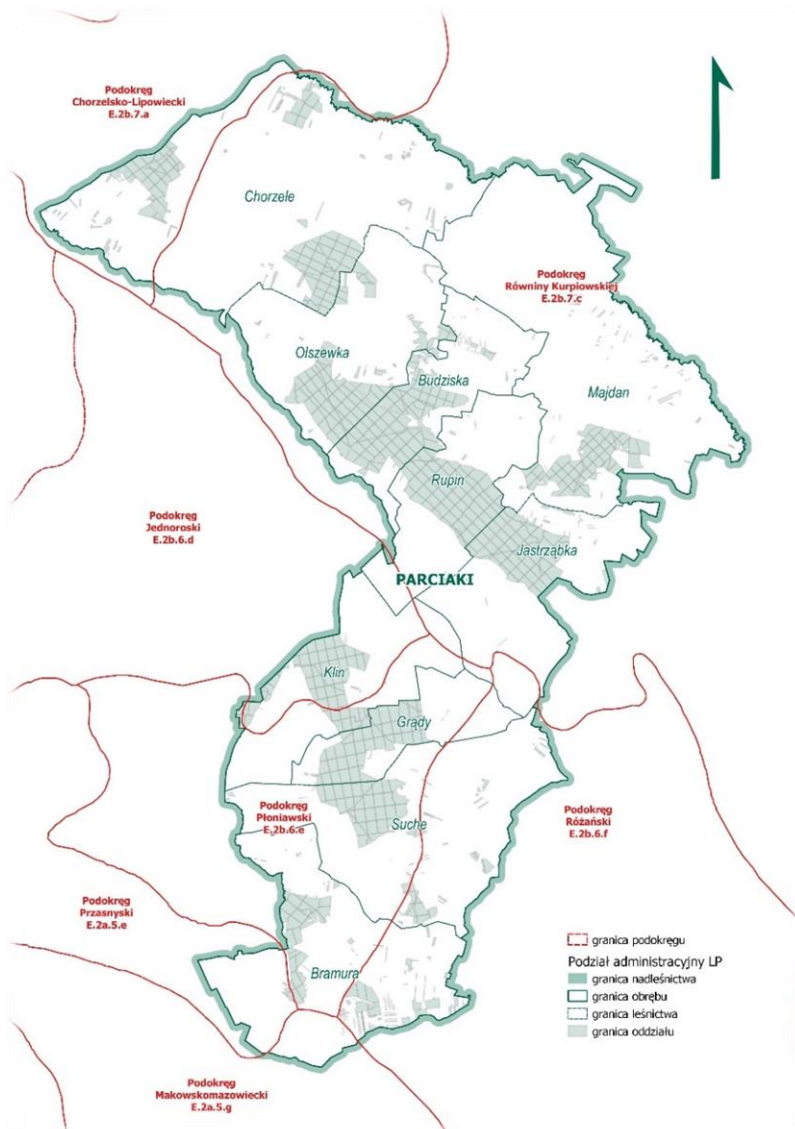 Podokręg
Chorzelsko-Lipowiecki
E.2b.7.a
Chorzele
Podokręg
Równiny Kurpiowskiej
E.2b.7.c
Olszewka
Budziska
Majdan
Rupin
Podokręg
Jednoroski
E.2b.6.d
Jastrząbka
PARCIAKI
Klin
Grądy
Podokręg
Płoniawski
E.2b.6.e
Suche
Podokręg
Różański
E.2b.6.f
Podokręg
Przasnyski
E.2a.5.e
Bramura
granica podokręgu
Podział administracyjny LP
granica nadleśnictwa
granica obrębu
granica leśnictwa
granica oddziału
Podokręg
Makowskomazowiecki
E.2a.5.g